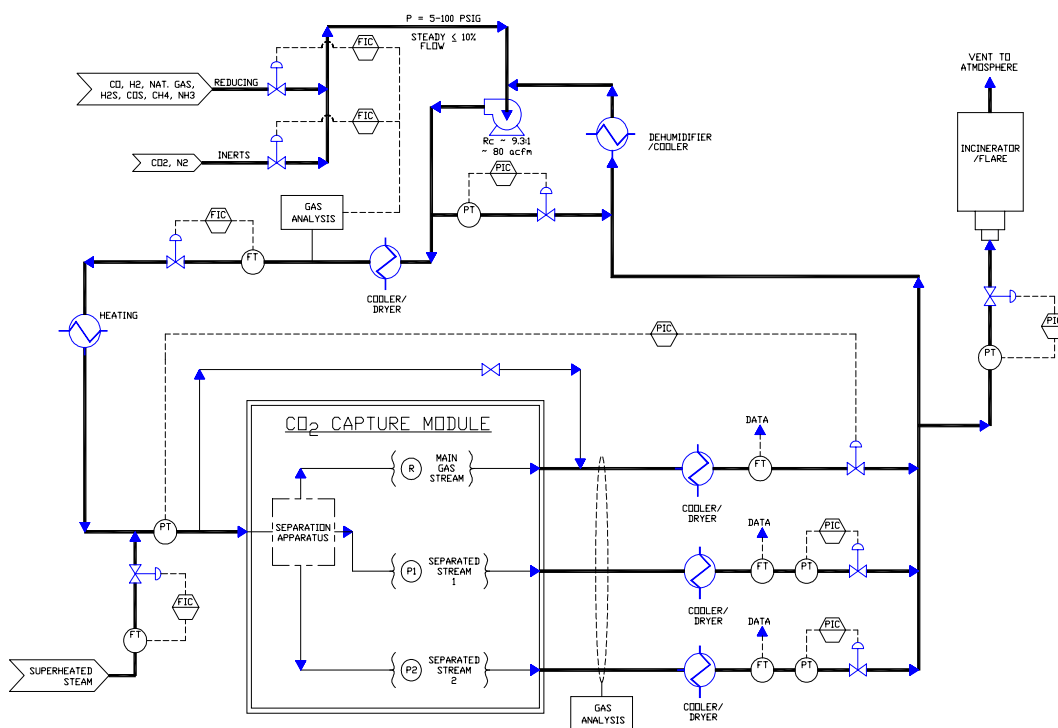 P = 5-100 PSIG
STEADY ≤ 10%
FLOW
FIC
CO, H2, NAT. GAS,
H2S, COS, CH4, NH3
REDUCING
FIC
CO2, N2
INERTS
Rc ~ 9.3:1
~ 80 acfm
DEHUMIDIFIER
/COOLER
VENT TO
ATMOSPHERE
INCINERATOR
/FLARE
PIC
PT
GAS
ANALYSIS
FIC
FT
COOLER/
DRYER
HEATING
PIC
PIC
PT
CO2 CAPTURE MODULE
R
MAIN
GAS
STREAM
SEPARATION
APPARATUS
P1
SEPARATED
STREAM
1
P2
SEPARATED
STREAM
2
PT
DATA
FT
COOLER/
DRYER
DATA
FT
PT
PIC
COOLER/
DRYER
DATA
FT
PT
PIC
COOLER/
DRYER
FIC
FT
SUPERHEATED
STEAM
GAS
ANALYSIS